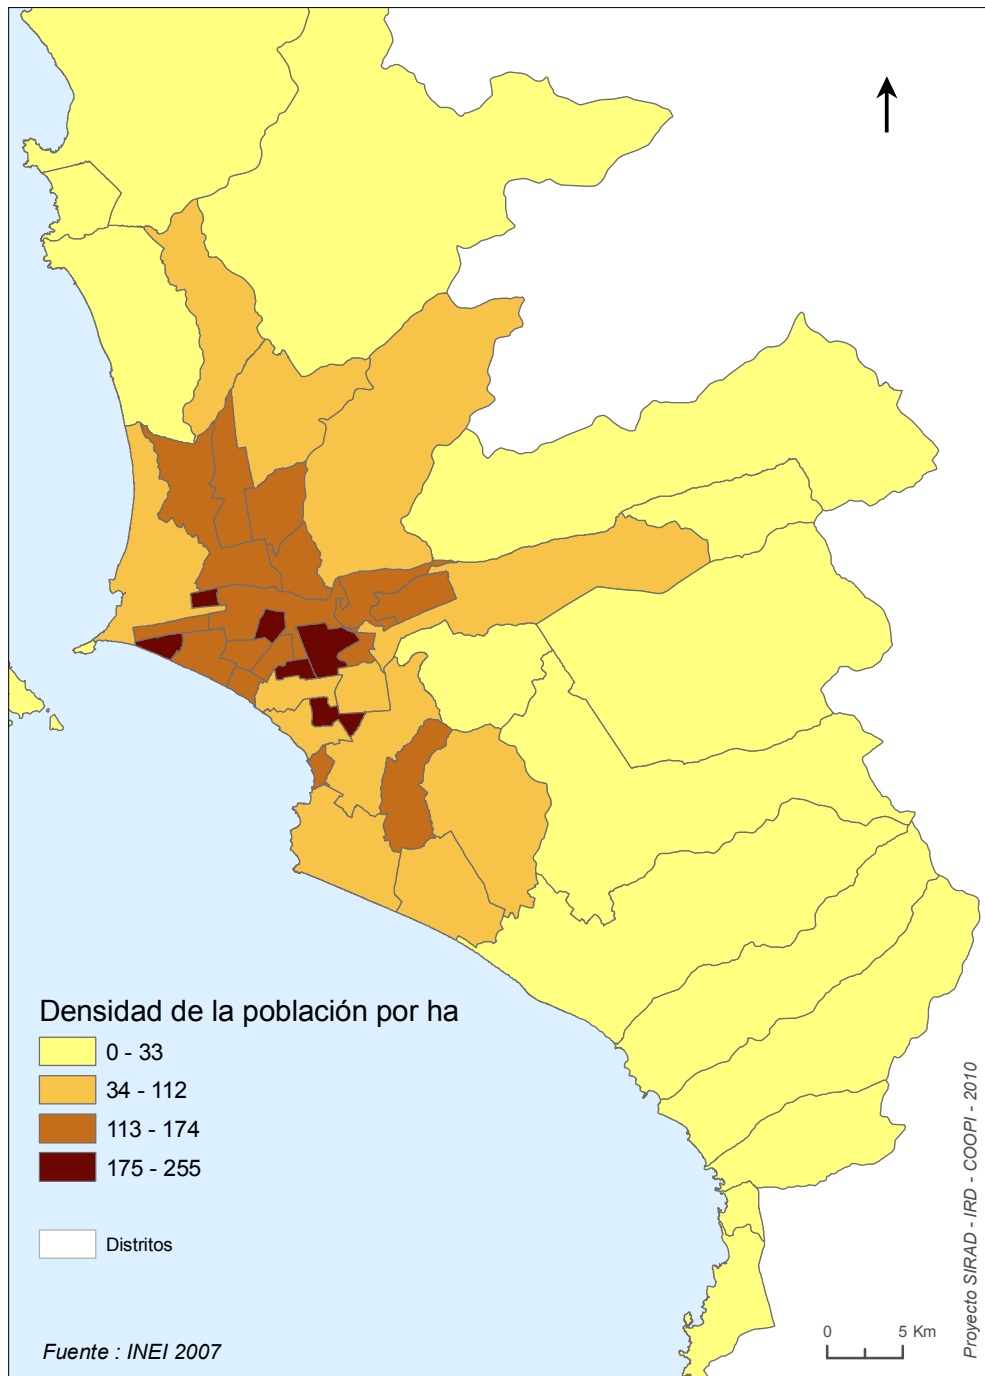 Densidad de la población por ha
0 - 33
34 - 112
113 - 174
175 - 255
Distritos
Fuente : INEI 2007
0 5 Km
Proyecto SIRAD - IRD - COOPI - 2010